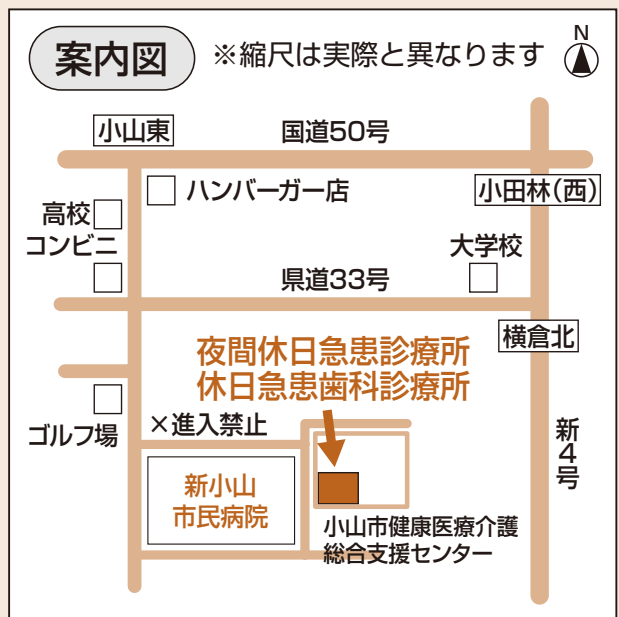 案内図
※縮尺は実際と異なります
N
小山東
国道50号
ハンバーガー店
小田林(西)
高校
コンビニ
大学校
県道33号
横倉北
夜間休日急患診療所
休日急患歯科診療所
ゴルフ場
×進入禁止
新4号
新小山
市民病院
小山市健康医療介護
総合支援センター